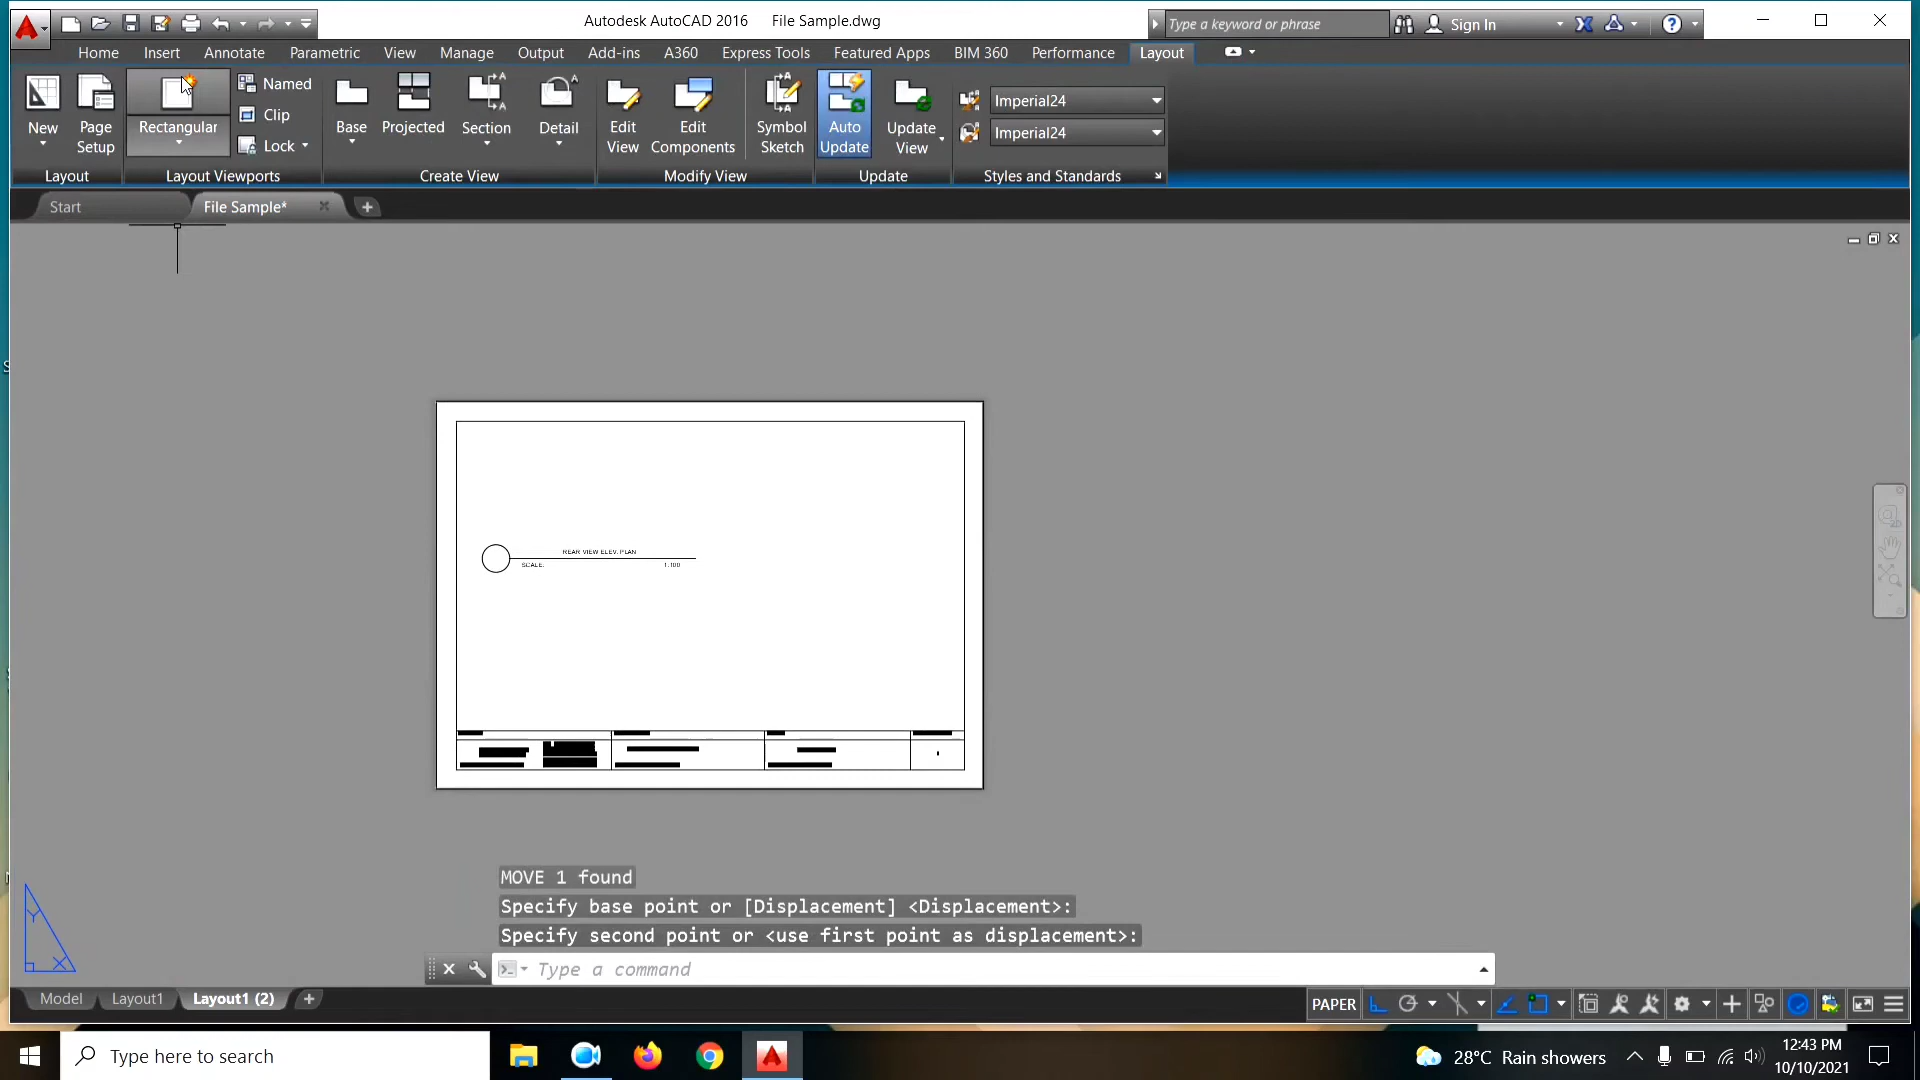 Autodesk AutoCAD 2016 File Sample.dwg
Type a keyword or phrase
Sign In
Home Insert Annotate Parametric View Manage Output Add-ins A360 Express Tools Featured Apps BIM 360 Performance Layout
New
Page Setup
Rectangular
Named
Clip
Lock
Base
Projected
Section
Detail
Edit View
Edit Components
Symbol Sketch
Auto Update
Update View
Imperial24
Imperial24
Layout
Layout Viewports
Create View
Modify View
Update
Styles and Standards
Start
File Sample*
REAR VIEW ELEV. PLAN
SCALE: 1:100
MOVE 1 found
Specify base point or [Displacement] <Displacement>:
Specify second point or <use first point as displacement>:
Type a command
Y
X
Model Layout1 Layout1 (2)
PAPER
Type here to search
28°C Rain showers
12:43 PM
10/10/2021